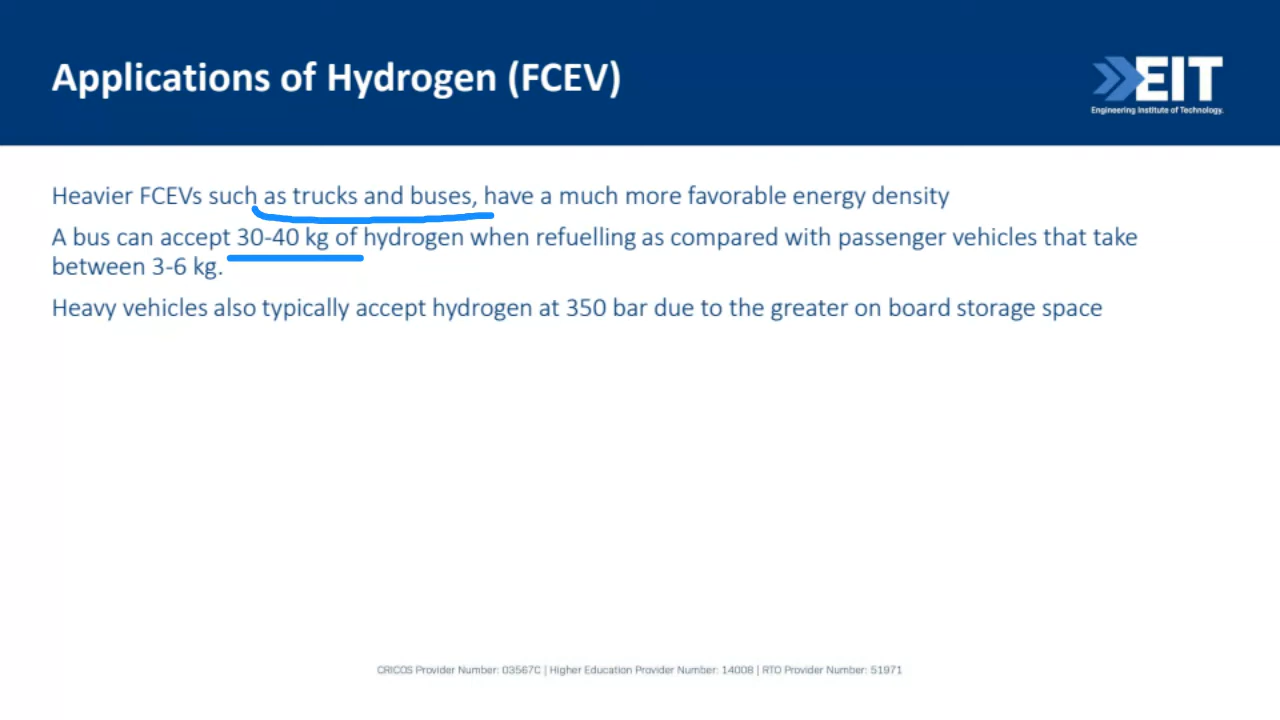 Applications of Hydrogen (FCEV)
EIT
Engineering Institute of Technology.
Heavier FCEVs such as trucks and buses, have a much more favorable energy density
A bus can accept 30-40 kg of hydrogen when refuelling as compared with passenger vehicles that take
between 3-6 kg.
Heavy vehicles also typically accept hydrogen at 350 bar due to the greater on board storage space
CRICOS Provider Number: 03567C | Higher Education Provider Number: 14008 | RTO Provider Number: 51971